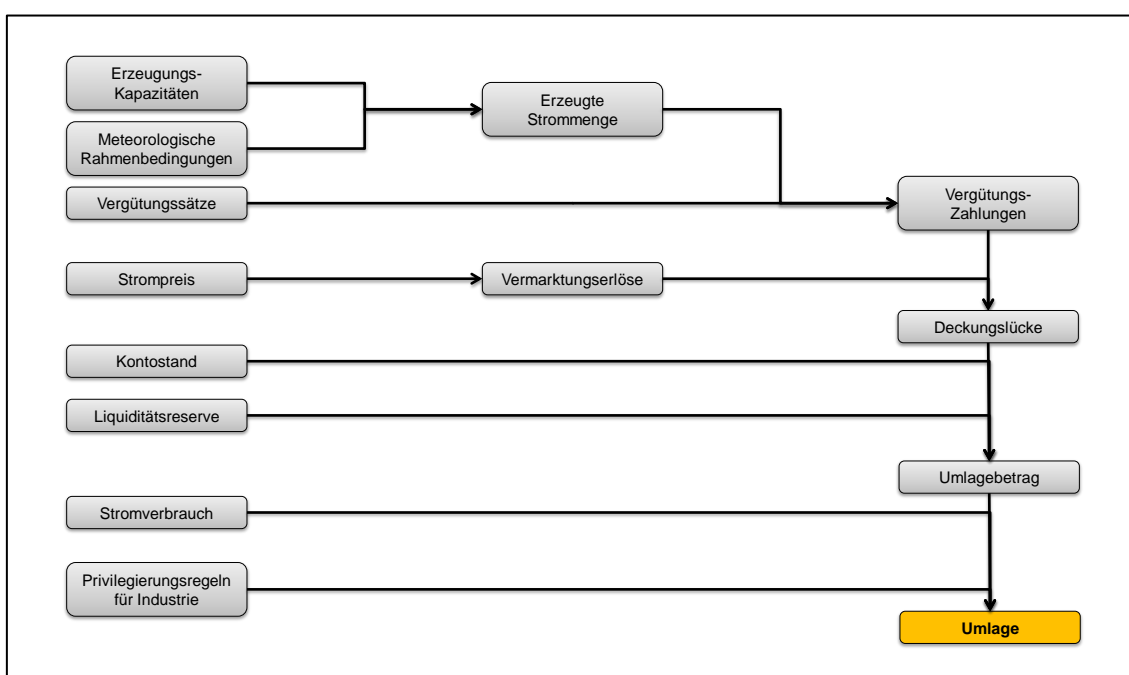 Erzeugungs-
Kapazitäten
Erzeugte
Strommenge
Meteorologische
Rahmenbedingungen
Vergütungssätze
Vergütungs-
Zahlungen
Strompreis
Vermarktungserlöse
Deckungslücke
Kontostand
Liquiditätsreserve
Umlagebetrag
Stromverbrauch
Privilegierungsregeln
für Industrie
Umlage